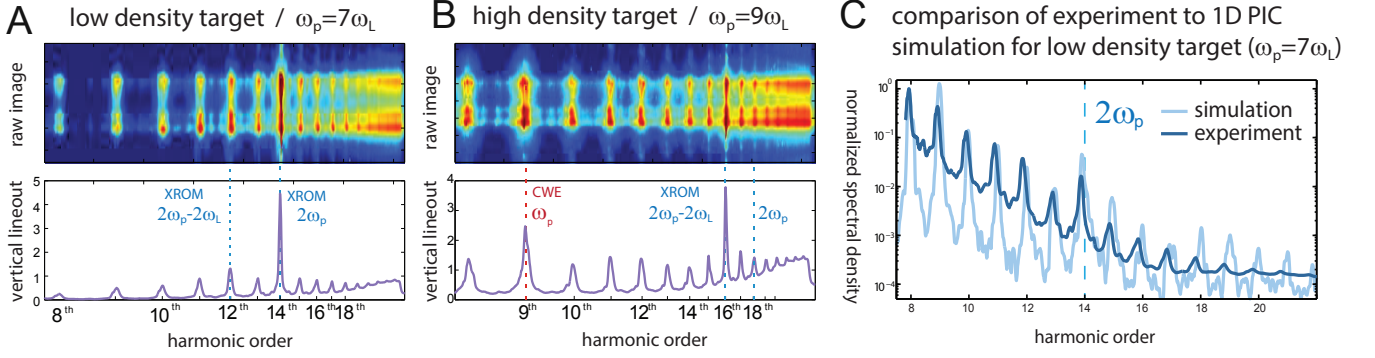 A
low density target / ωp=7ωL
raw image
vertical lineout
5
4
3
2
1
0
XROM
2ωp-2ωL
XROM
2ωp
8th
10th
12th
14th
16th
18th
harmonic order
B
high density target / ωp=9ωL
raw image
vertical lineout
4
3
2
1
0
CWE
ωp
XROM
2ωp-2ωL
2ωp
9th
10th
12th
14th
16th
18th
harmonic order
C
comparison of experiment to 1D PIC
simulation for low density target (ωp=7ωL)
normalized spectral density
10^0
10^-1
10^-2
10^-3
10^-4
2ωp
simulation
experiment
8
10
12
14
16
18
20
harmonic order